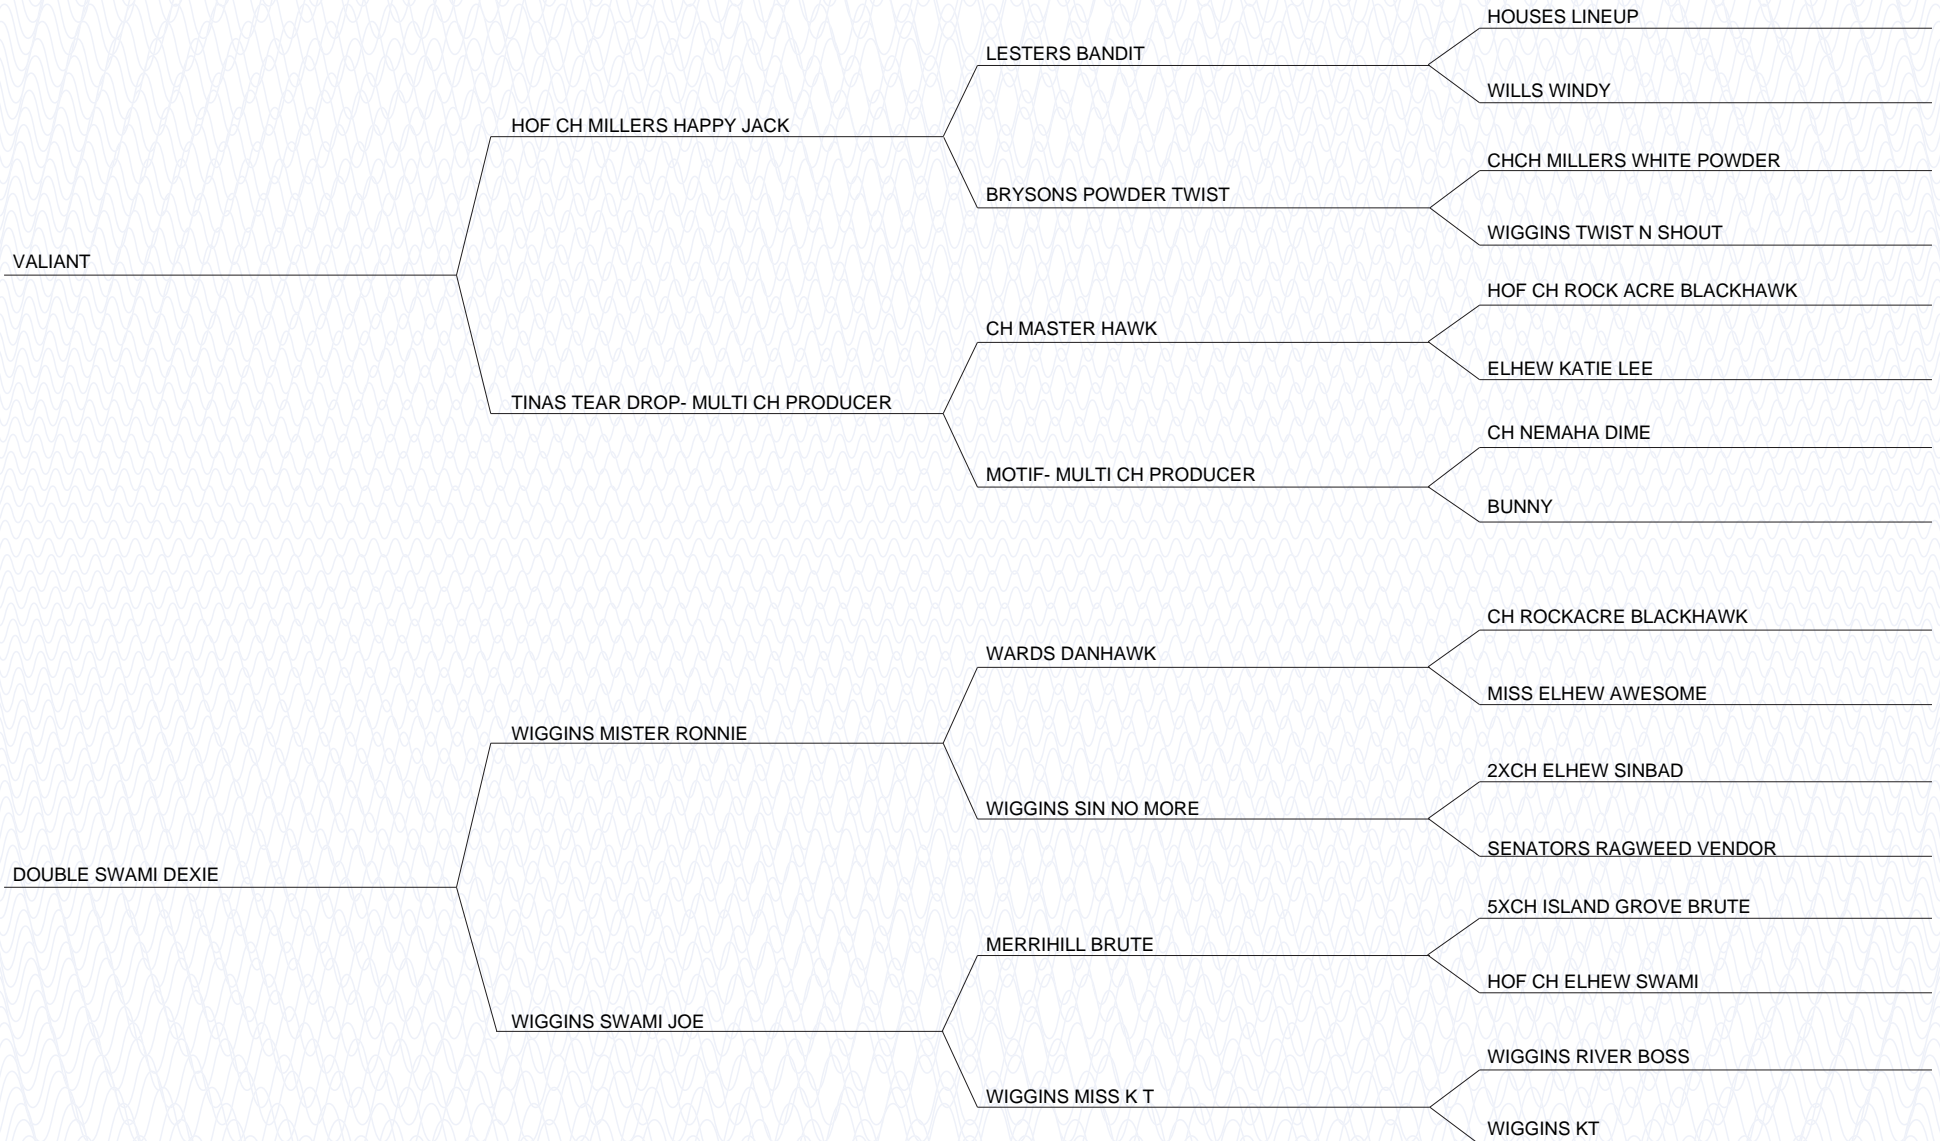 HOUSES LINEUP
LESTERS BANDIT
WILLS WINDY
HOF CH MILLERS HAPPY JACK
CHCH MILLERS WHITE POWDER
BRYSONS POWDER TWIST
WIGGINS TWIST N SHOUT
VALIANT
HOF CH ROCK ACRE BLACKHAWK
CH MASTER HAWK
ELHEW KATIE LEE
TINAS TEAR DROP- MULTI CH PRODUCER
CH NEMAHA DIME
MOTIF- MULTI CH PRODUCER
BUNNY
CH ROCKACRE BLACKHAWK
WARDS DANHAWK
MISS ELHEW AWESOME
WIGGINS MISTER RONNIE
2XCH ELHEW SINBAD
WIGGINS SIN NO MORE
SENATORS RAGWEED VENDOR
DOUBLE SWAMI DEXIE
5XCH ISLAND GROVE BRUTE
MERRIHILL BRUTE
HOF CH ELHEW SWAMI
WIGGINS SWAMI JOE
WIGGINS RIVER BOSS
WIGGINS MISS K T
WIGGINS KT